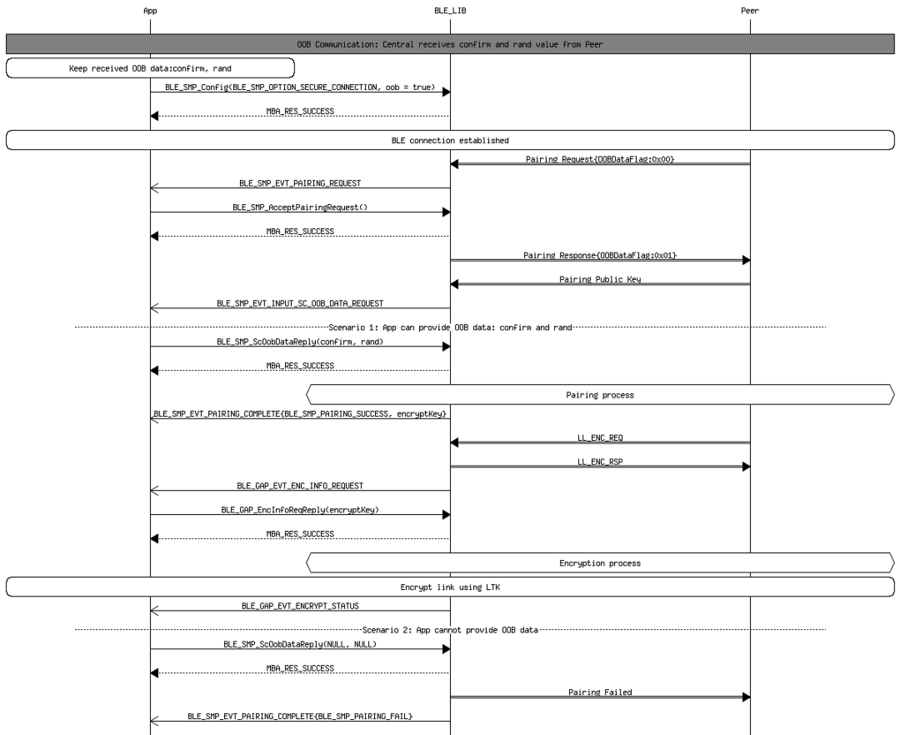 App BLE_LIB Peer
OOB Communication: Central receives confirm and rand value from Peer
Keep received OOB data:confirm, rand
BLE_SMP_Config(BLE_SMP_OPTION_SECURE_CONNECTION, oob = true)
MBA_RES_SUCCESS
BLE connection established
Pairing Request{OOBDataFlag:0x00}
BLE_SMP_EVT_PAIRING_REQUEST
BLE_SMP_AcceptPairingRequest()
MBA_RES_SUCCESS
Pairing Response{OOBDataFlag:0x01}
Pairing Public Key
BLE_SMP_EVT_INPUT_SC_OOB_DATA_REQUEST
Scenario 1: App can provide OOB data: confirm and rand
BLE_SMP_ScOobDataReply(confirm, rand)
MBA_RES_SUCCESS
Pairing process
BLE_SMP_EVT_PAIRING_COMPLETE{BLE_SMP_PAIRING_SUCCESS, encryptKey}
LL_ENC_REQ
LL_ENC_RSP
BLE_GAP_EVT_ENC_INFO_REQUEST
BLE_GAP_EncInfoReqReply(encryptKey)
MBA_RES_SUCCESS
Encryption process
Encrypt link using LTK
BLE_GAP_EVT_ENCRYPT_STATUS
Scenario 2: App cannot provide OOB data
BLE_SMP_ScOobDataReply(NULL, NULL)
MBA_RES_SUCCESS
Pairing Failed
BLE_SMP_EVT_PAIRING_COMPLETE{BLE_SMP_PAIRING_FAIL}